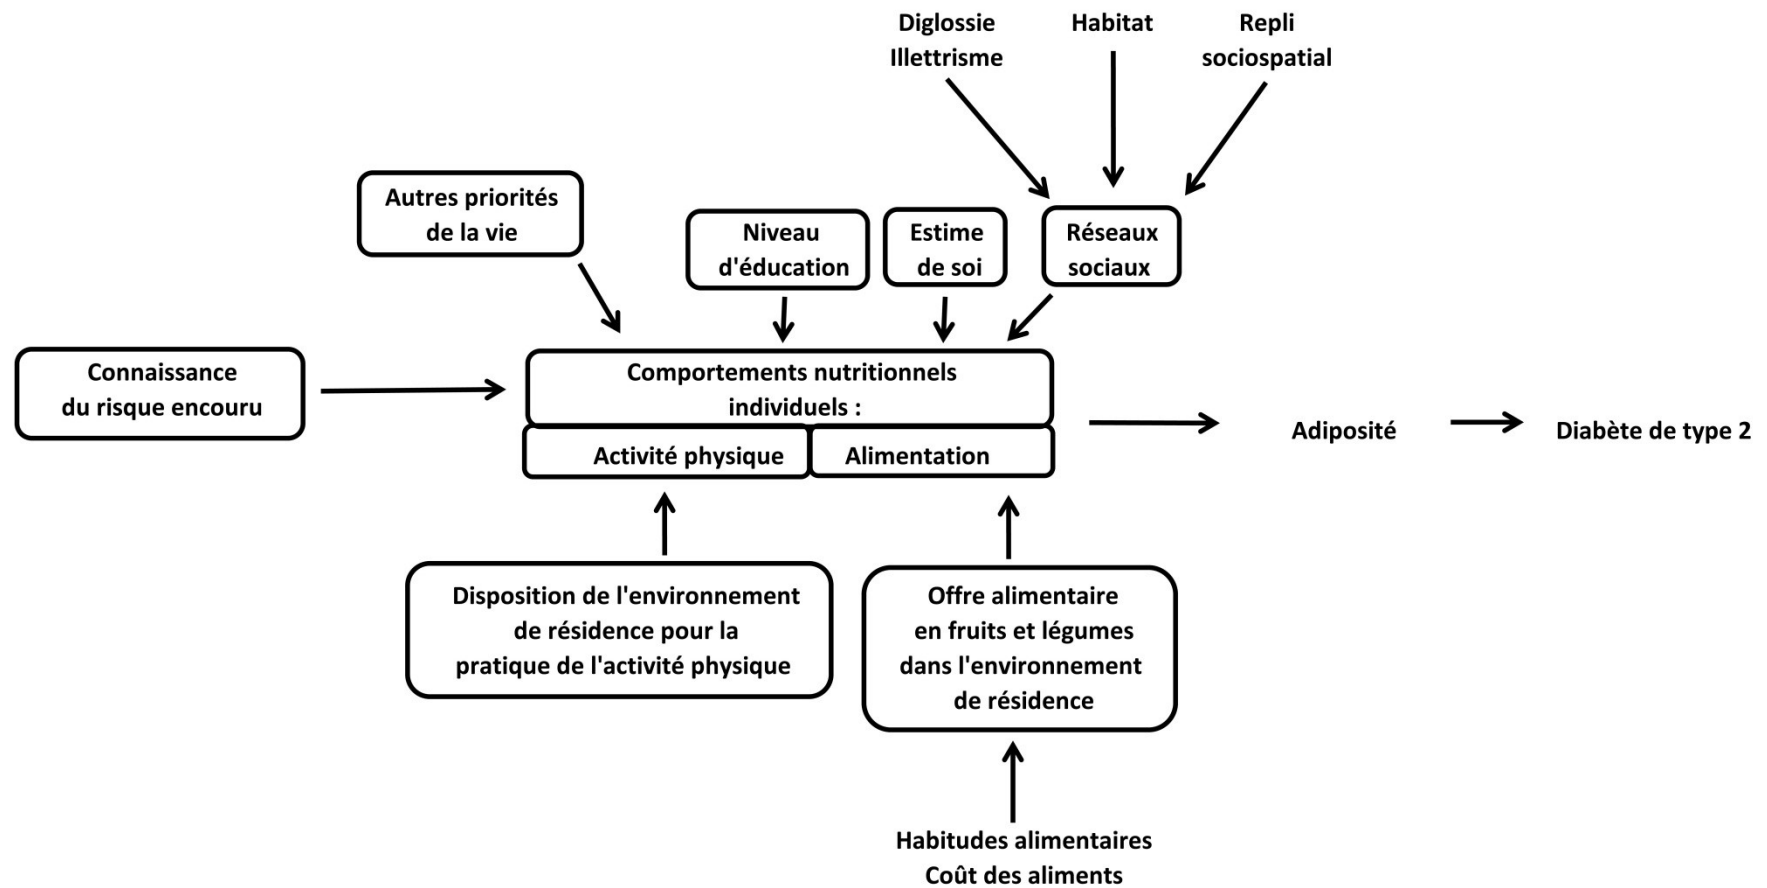 Diglossie
Illettrisme
Habitat
Repli
sociospatial
Autres priorités
de la vie
Niveau
d'éducation
Estime
de soi
Réseaux
sociaux
Connaissance
du risque encouru
Comportements nutritionnels
individuels :
Activité physique
Alimentation
Adiposité
Diabète de type 2
Disposition de l'environnement
de résidence pour la
pratique de l'activité physique
Offre alimentaire
en fruits et légumes
dans l'environnement
de résidence
Habitudes alimentaires
Coût des aliments